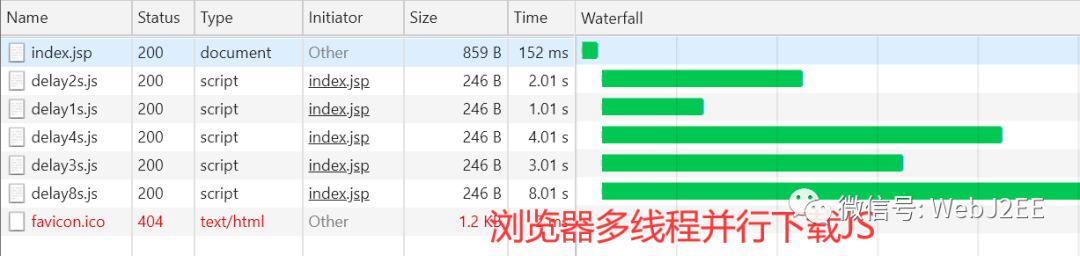 Name Status Type Initiator Size Time Waterfall
index.jsp 200 document Other 859 B 152 ms
delay2s.js 200 script index.jsp 246 B 2.01 s
delay1s.js 200 script index.jsp 246 B 1.01 s
delay4s.js 200 script index.jsp 246 B 4.01 s
delay3s.js 200 script index.jsp 246 B 3.01 s
delay8s.js 200 script index.jsp 246 B 8.01 s
微信号: WebJ2EE
favicon.ico 404 text/html Other 1.2 KB ms
浏览器多线程并行下载JS